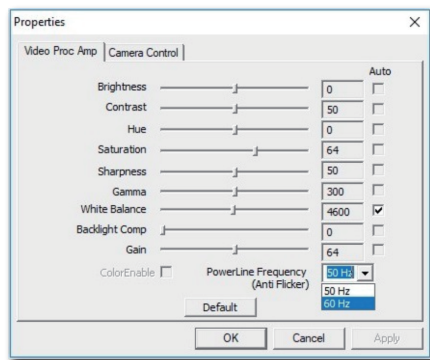 Properties
Video Proc Amp Camera Control
Auto
Brightness 0
Contrast 50
Hue 0
Saturation 64
Sharpness 50
Gamma 300
White Balance 4600
Backlight Comp 0
Gain 64
ColorEnable PowerLine Frequency 50 Hz
(Anti Flicker)
50 Hz
60 Hz
Default
OK Cancel Apply